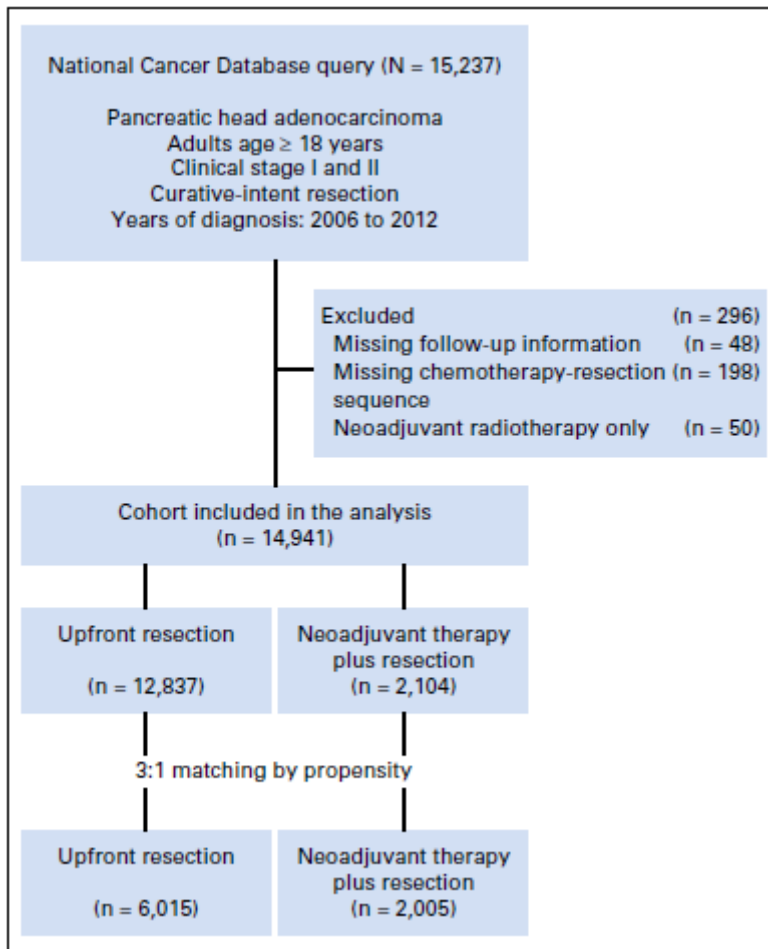 National Cancer Database query (N = 15,237)
Pancreatic head adenocarcinoma
Adults age ≥ 18 years
Clinical stage I and II
Curative-intent resection
Years of diagnosis: 2006 to 2012
Excluded (n = 296)
Missing follow-up information (n = 48)
Missing chemotherapy-resection (n = 198)
sequence
Neoadjuvant radiotherapy only (n = 50)
Cohort included in the analysis
(n = 14,941)
Upfront resection
(n = 12,837)
Neoadjuvant therapy
plus resection
(n = 2,104)
3:1 matching by propensity
Upfront resection
(n = 6,015)
Neoadjuvant therapy
plus resection
(n = 2,005)